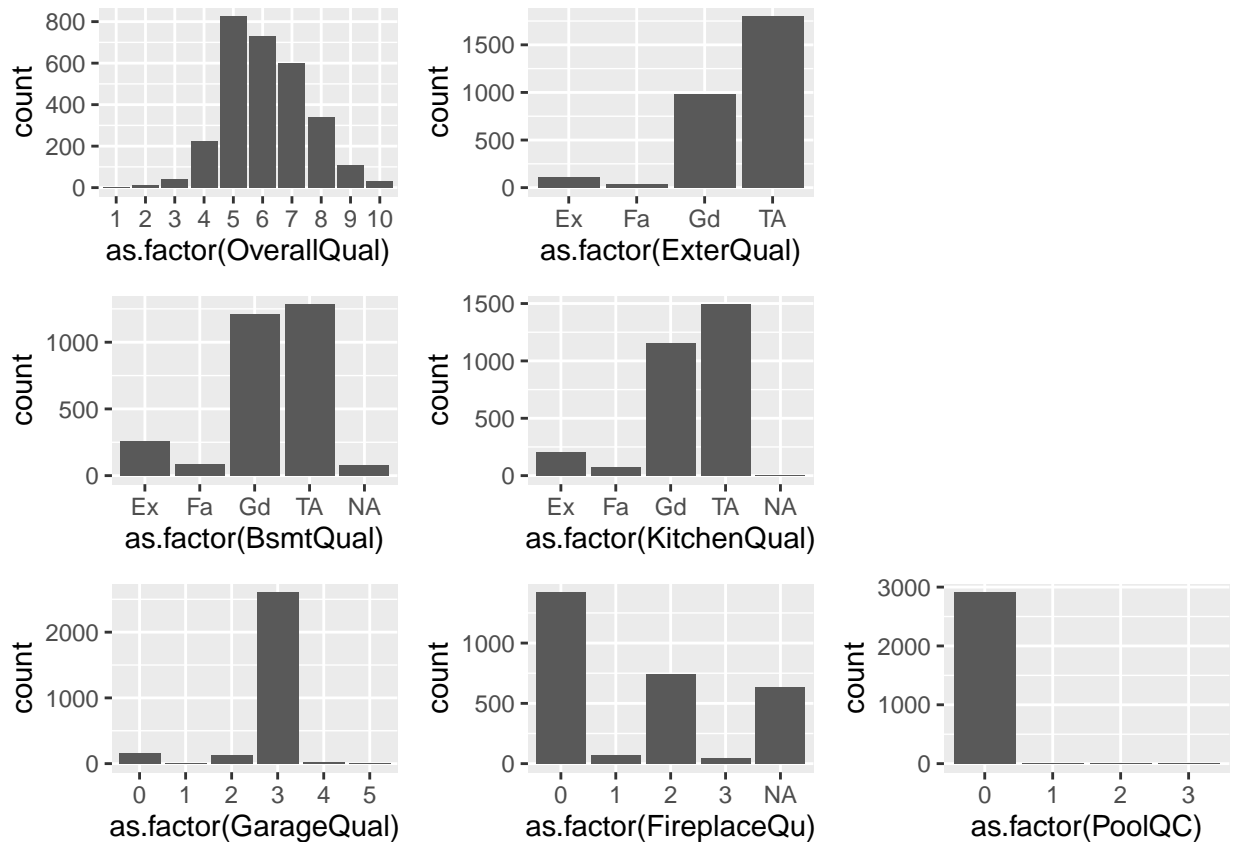 800
600
400
200
0
count
1 2 3 4 5 6 7 8 9 10
as.factor(OverallQual)
1500
1000
500
0
count
Ex Fa Gd TA
as.factor(ExterQual)
1000
500
0
count
Ex Fa Gd TA NA
as.factor(BsmtQual)
1500
1000
500
0
count
Ex Fa Gd TA NA
as.factor(KitchenQual)
2000
1000
0
count
0 1 2 3 4 5
as.factor(GarageQual)
1000
500
0
count
0 1 2 3 NA
as.factor(FireplaceQu)
3000
2000
1000
0
count
0 1 2 3
as.factor(PoolQC)